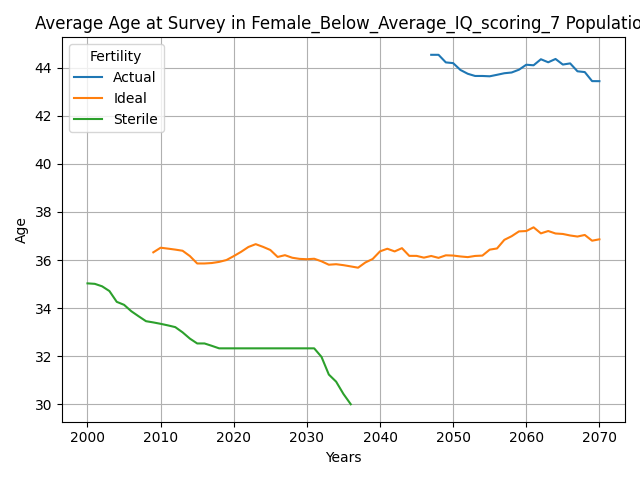 Average Age at Survey in Female_Below_Average_IQ_scoring_7 Populatio
Fertility
Actual
Ideal
Sterile
44
42
40
38
36
34
32
30
Age
2000 2010 2020 2030 2040 2050 2060 2070
Years